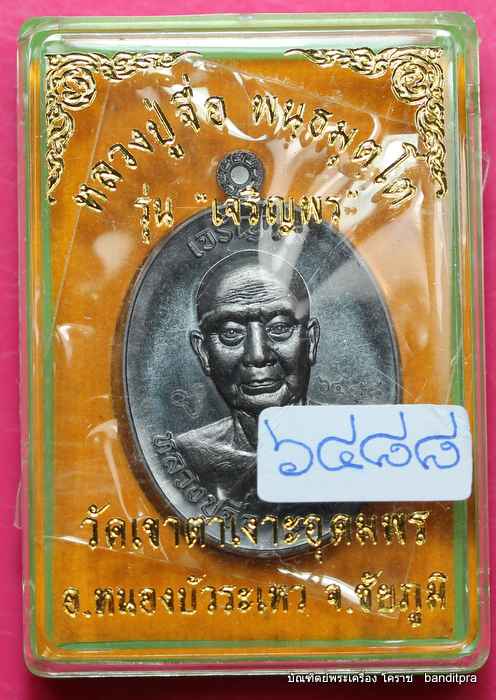 หลวงปู่จื่อ พนฺธมุตฺโต
รุ่น "เจริญพร"
เจริญพร
๖๔๘๘
วัดเขาตาเงาะอุดมพร
อ.หนองบัวระเหว จ.ชัยภูมิ
บัณฑิตย์พระเครื่อง โคราช banditpra